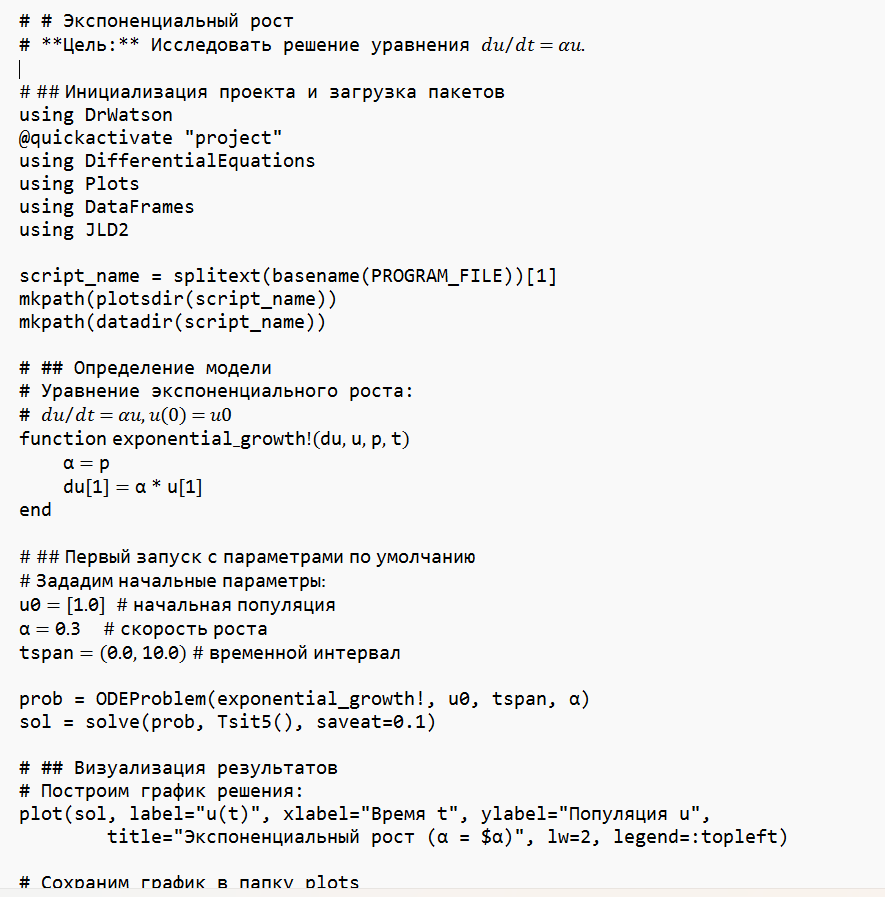 # # Экспоненциальный рост
# **Цель:** Исследовать решение уравнения du/dt = αu.
# ## Инициализация проекта и загрузка пакетов
using DrWatson
@quickactivate "project"
using DifferentialEquations
using Plots
using DataFrames
using JLD2
script_name = splitext(basename(PROGRAM_FILE))[1]
mkpath(plotsdir(script_name))
mkpath(datadir(script_name))
# ## Определение модели
# Уравнение экспоненциального роста:
# du/dt = αu, u(0) = u0
function exponential_growth!(du, u, p, t)
α = p
du[1] = α * u[1]
end
# ## Первый запуск с параметрами по умолчанию
# Зададим начальные параметры:
u0 = [1.0] # начальная популяция
α = 0.3 # скорость роста
tspan = (0.0, 10.0) # временной интервал
prob = ODEProblem(exponential_growth!, u0, tspan, α)
sol = solve(prob, Tsit5(), saveat=0.1)
# ## Визуализация результатов
# Построим график решения:
plot(sol, label="u(t)", xlabel="Время t", ylabel="Популяция u",
title="Экспоненциальный рост (α = $α)", lw=2, legend=:topleft)
# Сохраним график в папку plots